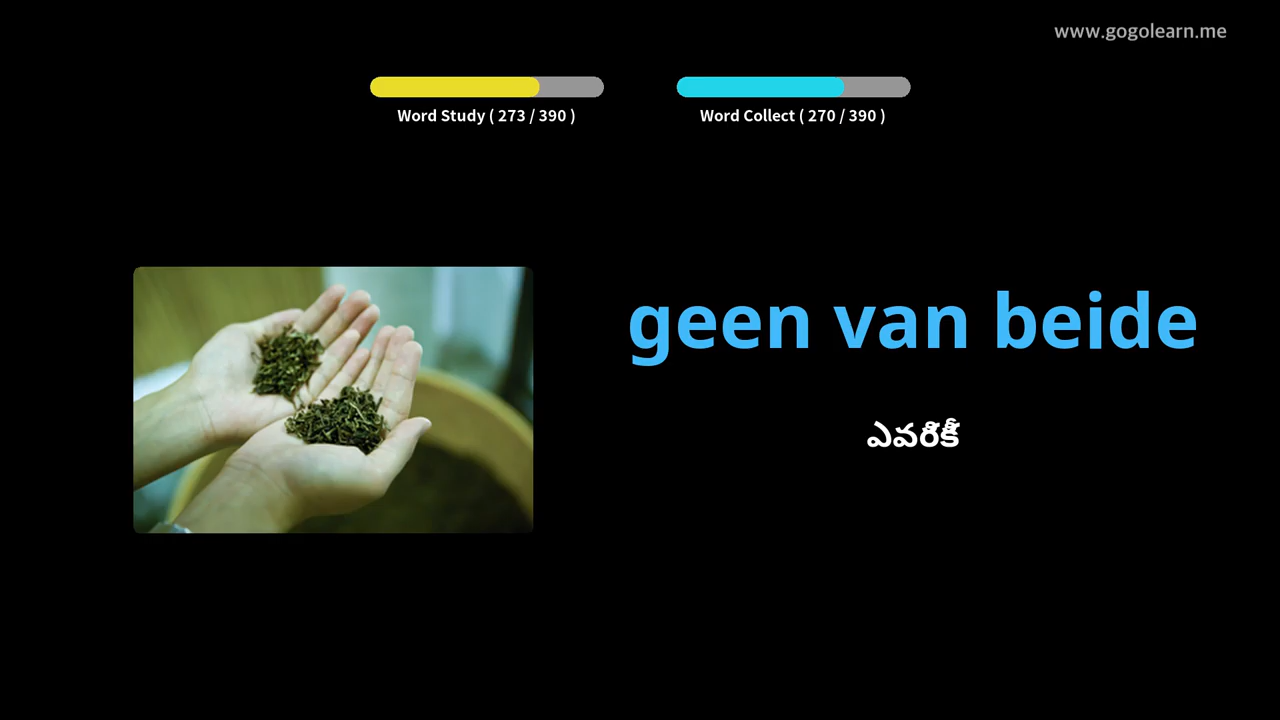 www.gogolearn.me
Word Study ( 273 / 390 )
Word Collect ( 270 / 390 )
geen van beide
ఎవరికీ